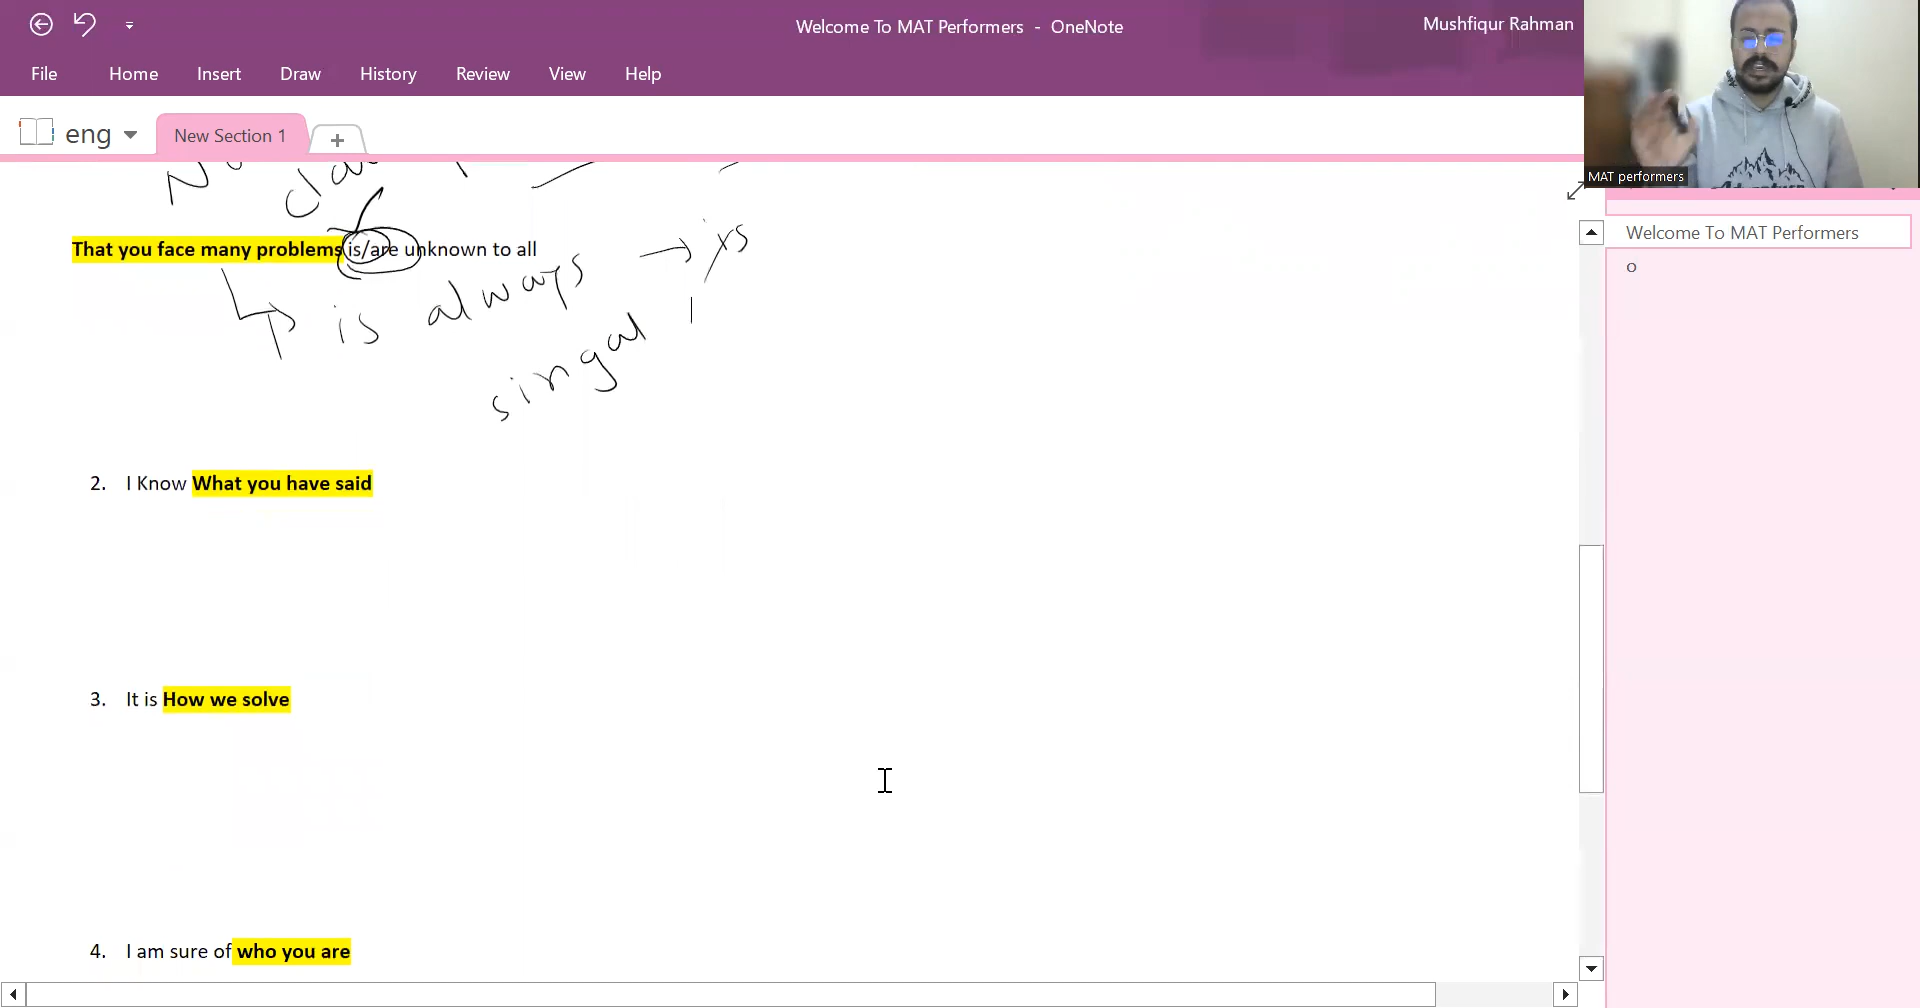 Welcome To MAT Performers - OneNote
Mushfiqur Rahman
File Home Insert Draw History Review View Help
eng
New Section 1
+
MAT performers
Welcome To MAT Performers
That you face many problems is/are unknown to all
is always → is
singal
2. I Know What you have said
3. It is How we solve
4. I am sure of who you are